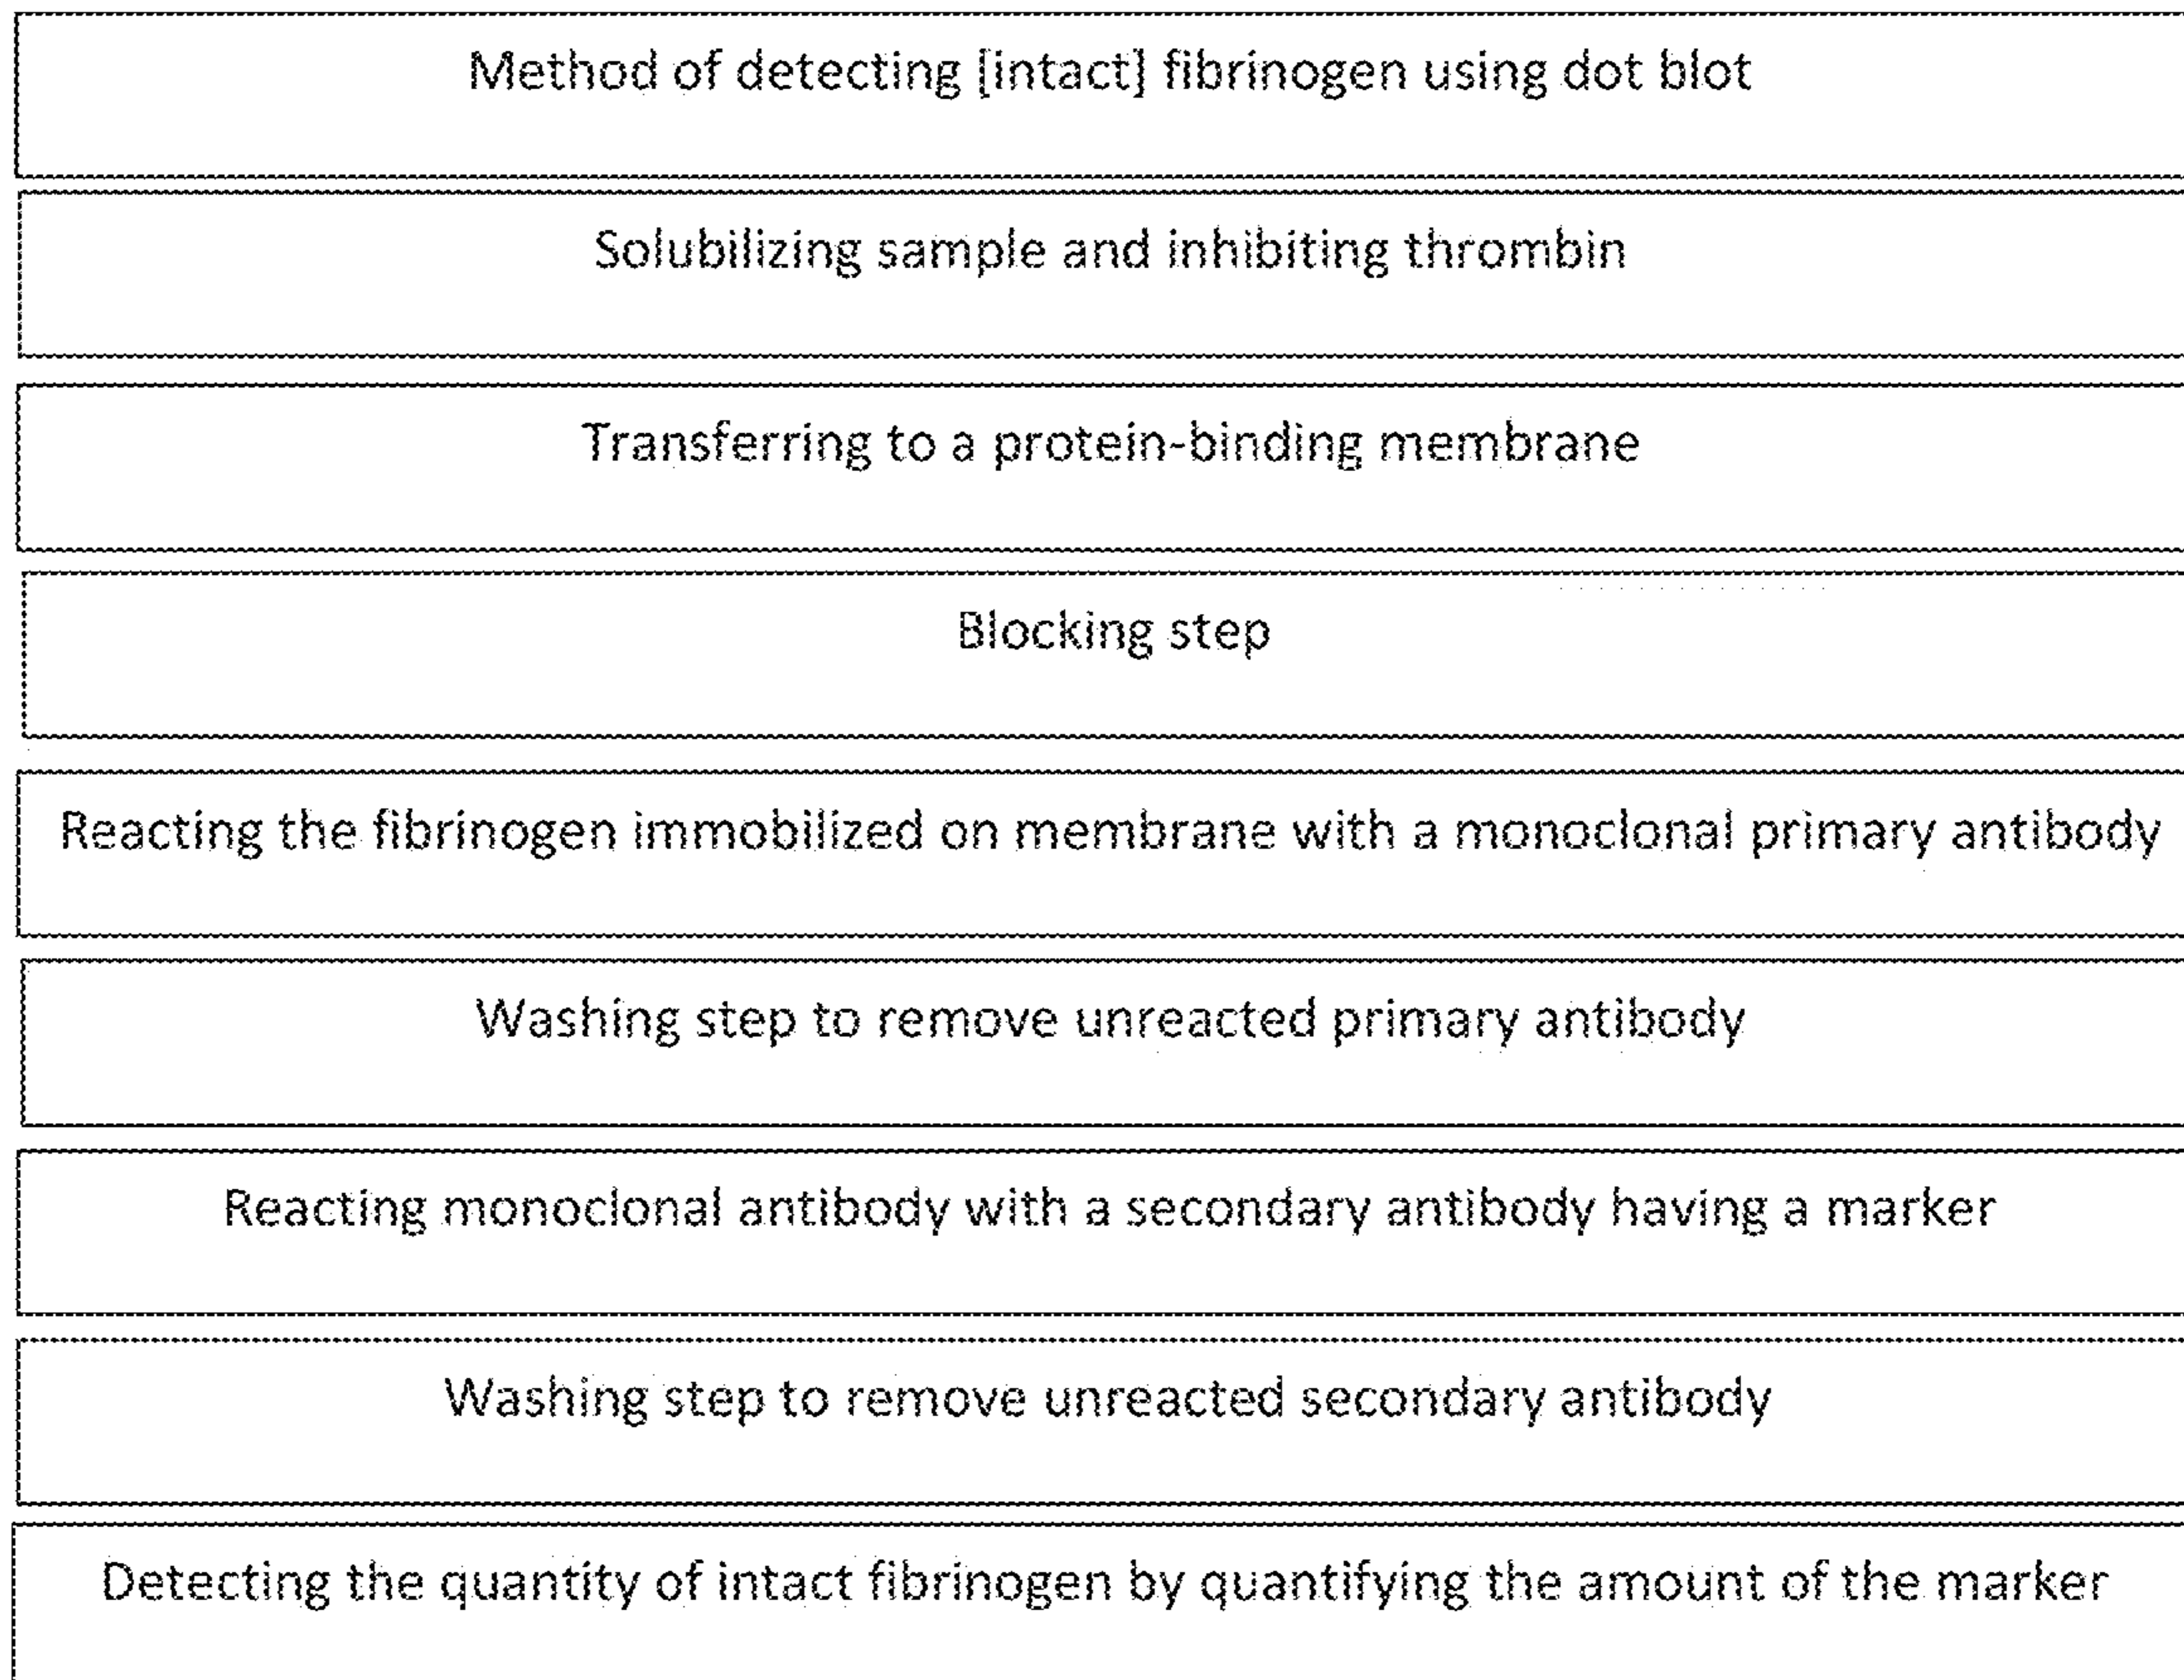 Method of detecting [intact] fibrinogen using dot blot
Solubilizing sample and inhibiting thrombin
Transferring to a protein-binding membrane
Blocking step
Reacting the fibrinogen immobilized on membrane with a monoclonal primary antibody
Washing step to remove unreacted primary antibody
Reacting monoclonal antibody with a secondary antibody having a marker
Washing step to remove unreacted secondary antibody
Detecting the quantity of intact fibrinogen by quantifying the amount of the marker